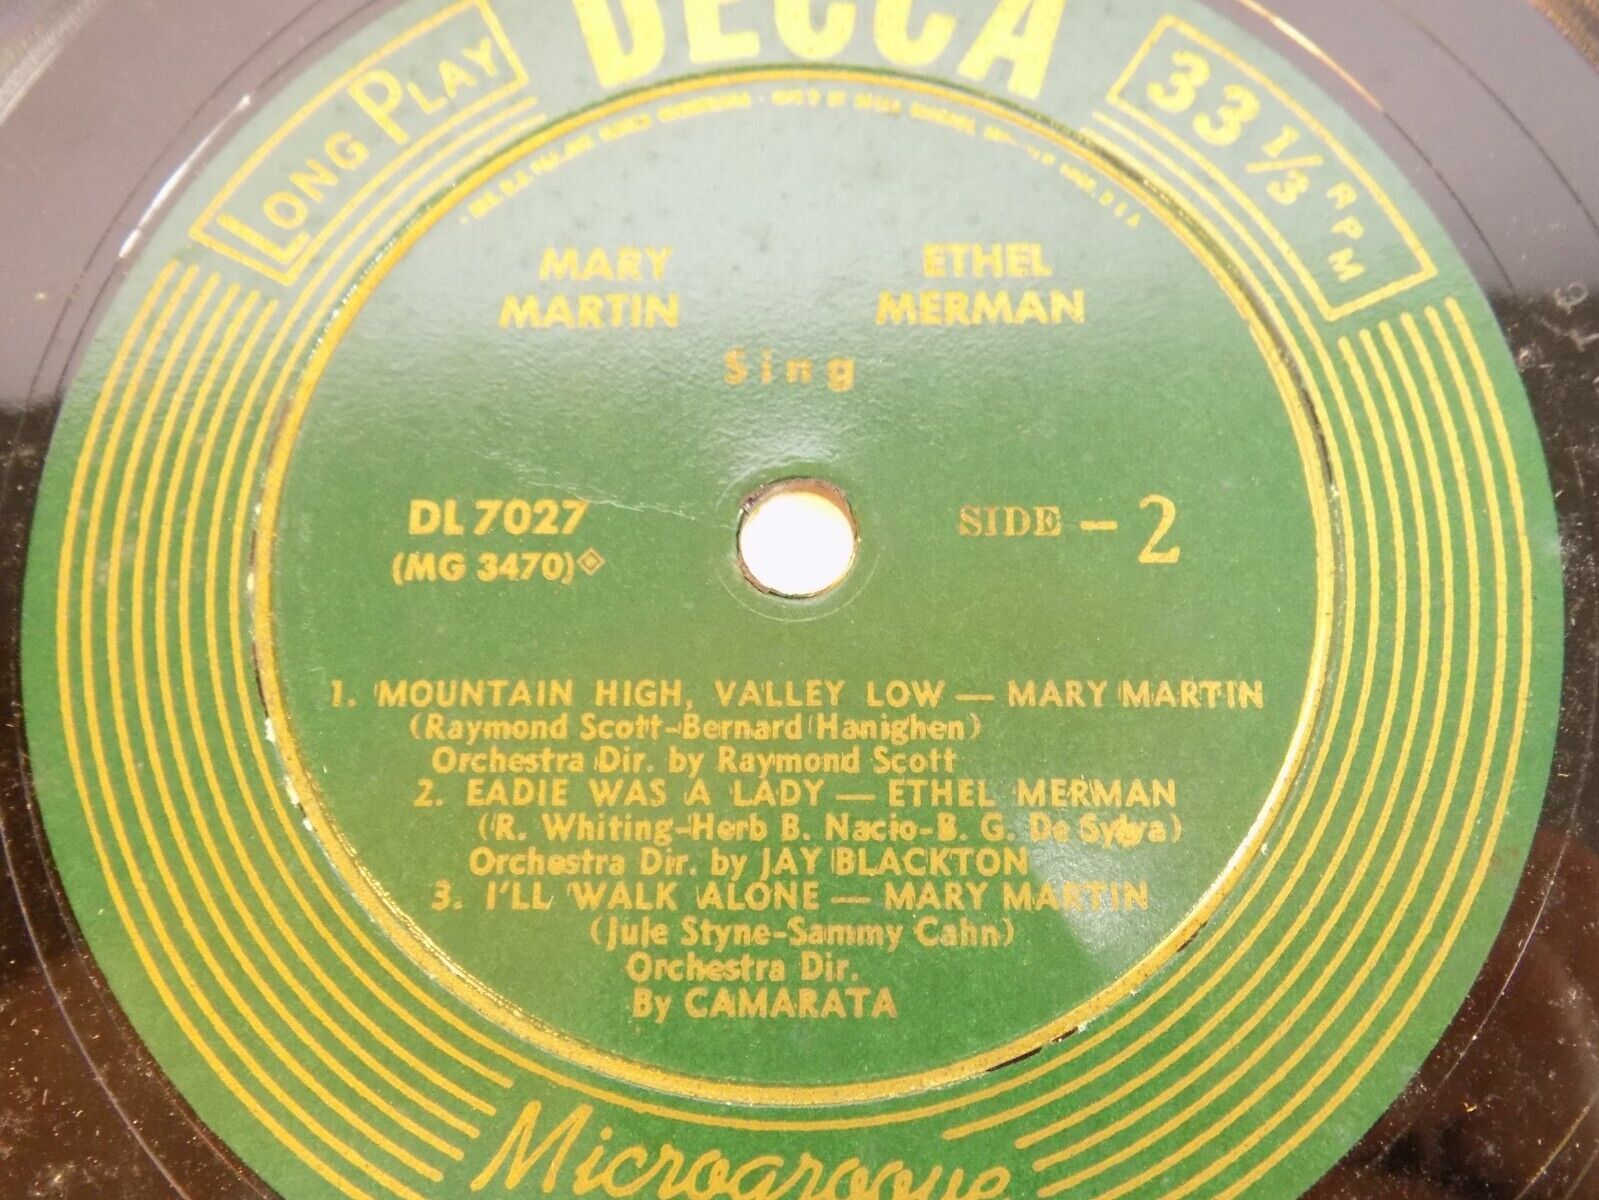 DECCA
LONG PLAY
33 1/3 RPM
MARY
MARTIN
ETHEL
MERMAN
Sing
DL 7027
(MG 3470)
SIDE – 2
1. MOUNTAIN HIGH, VALLEY LOW — MARY MARTIN
(Raymond Scott-Bernard Hanighen)
Orchestra Dir. by Raymond Scott
2. EADIE WAS A LADY — ETHEL MERMAN
(R. Whiting-Herb B. Nacio-B. G. De Sylva)
Orchestra Dir. by JAY BLACKTON
3. I'LL WALK ALONE — MARY MARTIN
(Jule Styne-Sammy Cahn)
Orchestra Dir.
By CAMARATA
Microgroove